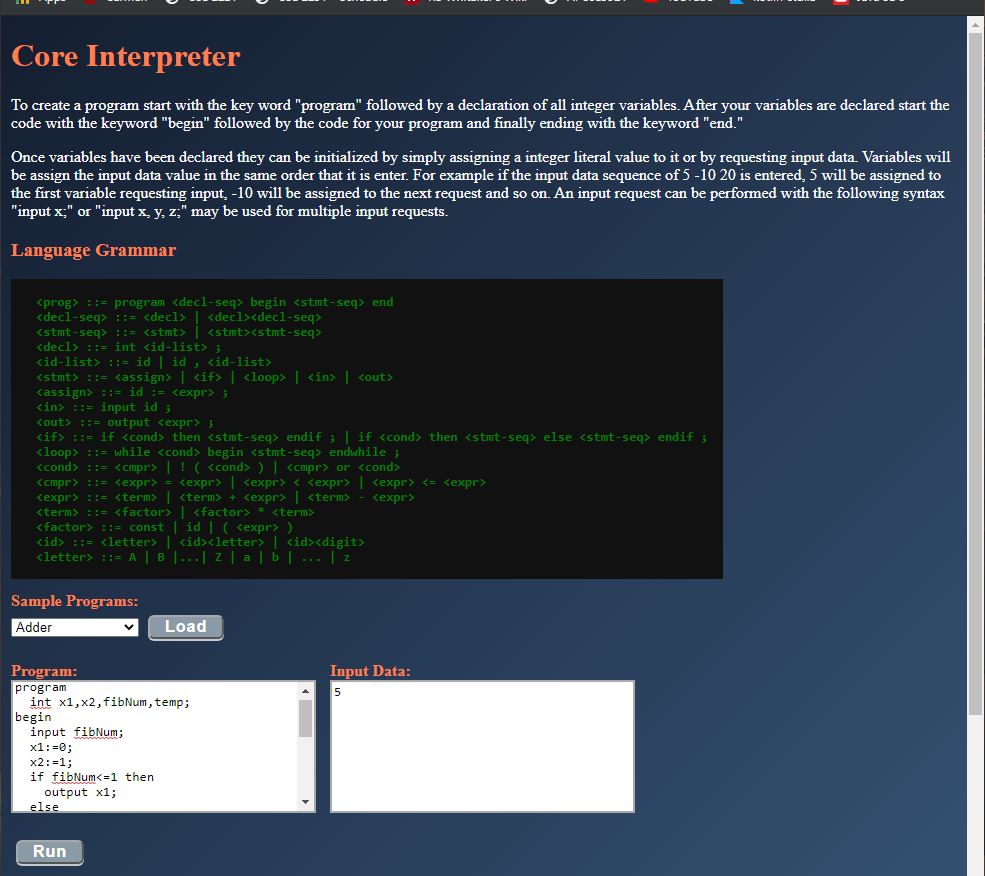 Core Interpreter
To create a program start with the key word "program" followed by a declaration of all integer variables. After your variables are declared start the
code with the keyword "begin" followed by the code for your program and finally ending with the keyword "end."
Once variables have been declared they can be initialized by simply assigning a integer literal value to it or by requesting input data. Variables will
be assign the input data value in the same order that it is enter. For example if the input data sequence of 5 -10 20 is entered, 5 will be assigned to
the first variable requesting input, -10 will be assigned to the next request and so on. An input request can be performed with the following syntax
"input x;" or "input x, y, z;" may be used for multiple input requests.
Language Grammar
<prog> ::= program <decl-seq> begin <stmt-seq> end
<decl-seq> ::= <decl> | <decl><decl-seq>
<stmt-seq> ::= <stmt> | <stmt><stmt-seq>
<decl> ::= int <id-list> ;
<id-list> ::= id | id , <id-list>
<stmt> ::= <assign> | <if> | <loop> | <in> | <out>
<assign> ::= id := <expr> ;
<in> ::= input id ;
<out> ::= output <expr> ;
<if> ::= if <cond> then <stmt-seq> endif ; | if <cond> then <stmt-seq> else <stmt-seq> endif ;
<loop> ::= while <cond> begin <stmt-seq> endwhile ;
<cond> ::= <cmpr> | ! ( <cond> ) | <cmpr> or <cond>
<cmpr> ::= <expr> = <expr> | <expr> < <expr> | <expr> <= <expr>
<expr> ::= <term> | <term> + <expr> | <term> - <expr>
<term> ::= <factor> | <factor> * <term>
<factor> ::= const | id | ( <expr> )
<id> ::= <letter> | <id><letter> | <id><digit>
<letter> ::= A | B |...| Z | a | b | ... | z
Sample Programs:
Adder Load
Program: Input Data:
program
int x1,x2,fibNum,temp;
begin
input fibNum;
x1:=0;
x2:=1;
if fibNum<=1 then
output x1;
else
5
Run